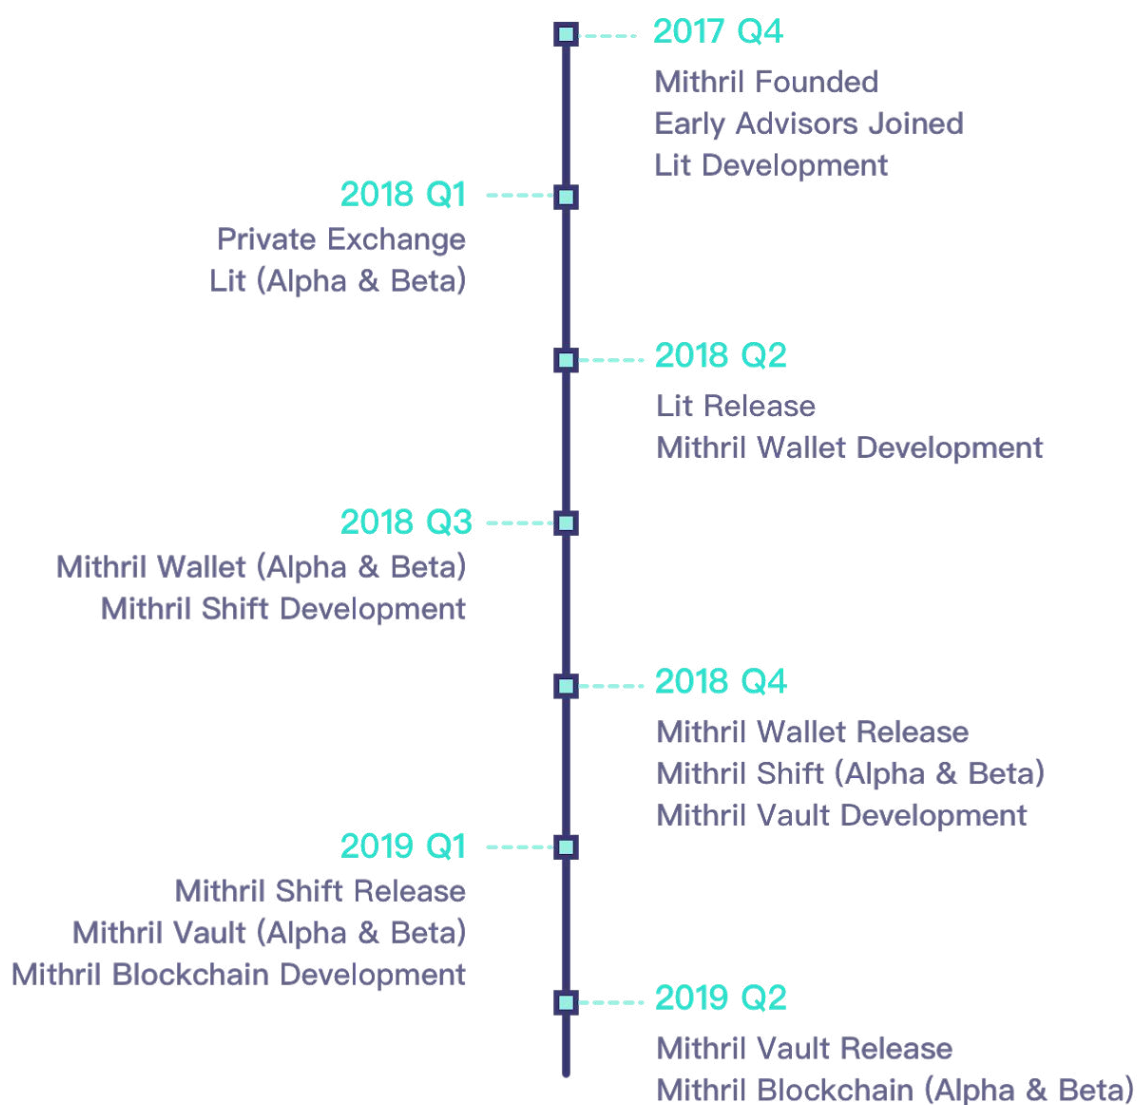 2017 Q4
Mithril Founded
Early Advisors Joined
Lit Development
2018 Q1
Private Exchange
Lit (Alpha & Beta)
2018 Q2
Lit Release
Mithril Wallet Development
2018 Q3
Mithril Wallet (Alpha & Beta)
Mithril Shift Development
2018 Q4
Mithril Wallet Release
Mithril Shift (Alpha & Beta)
Mithril Vault Development
2019 Q1
Mithril Shift Release
Mithril Vault (Alpha & Beta)
Mithril Blockchain Development
2019 Q2
Mithril Vault Release
Mithril Blockchain (Alpha & Beta)